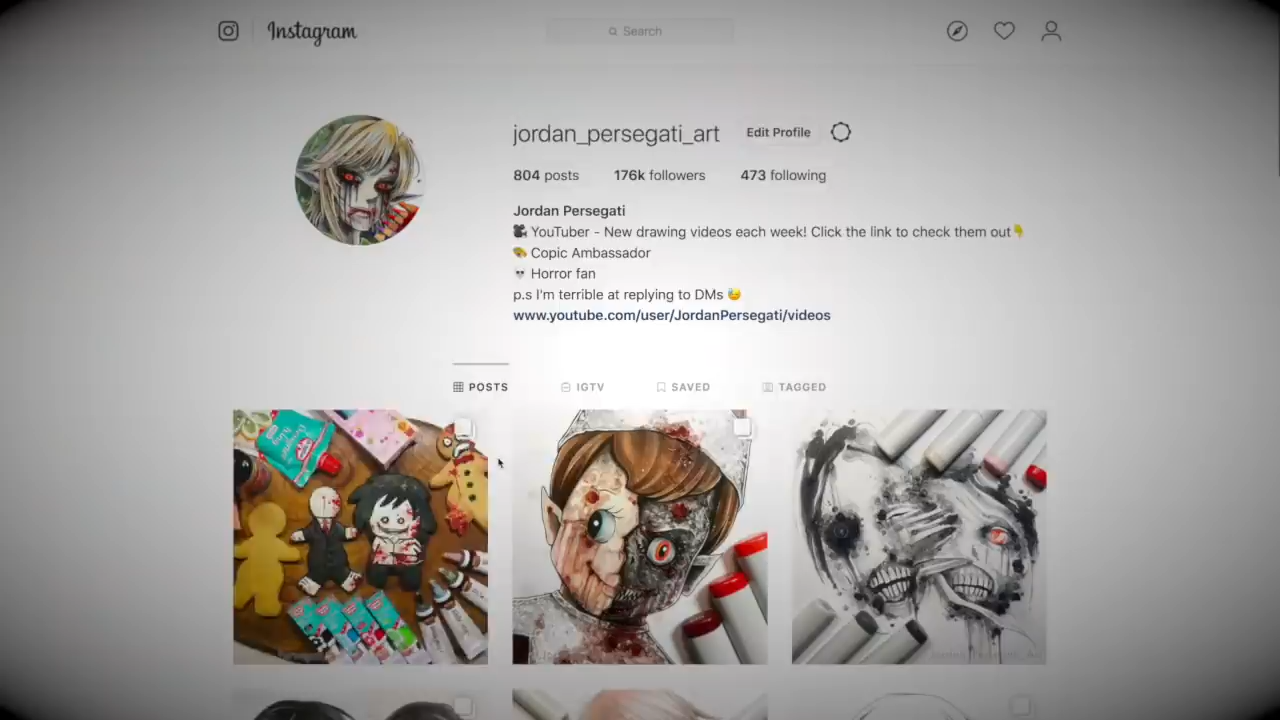 Instagram
Search
jordan_persegati_art Edit Profile
804 posts 176k followers 473 following
Jordan Persegati
🎥 YouTuber - New drawing videos each week! Click the link to check them out👇
🎨 Copic Ambassador
💀 Horror fan
p.s I'm terrible at replying to DMs 😓
www.youtube.com/user/JordanPersegati/videos
POSTS IGTV SAVED TAGGED